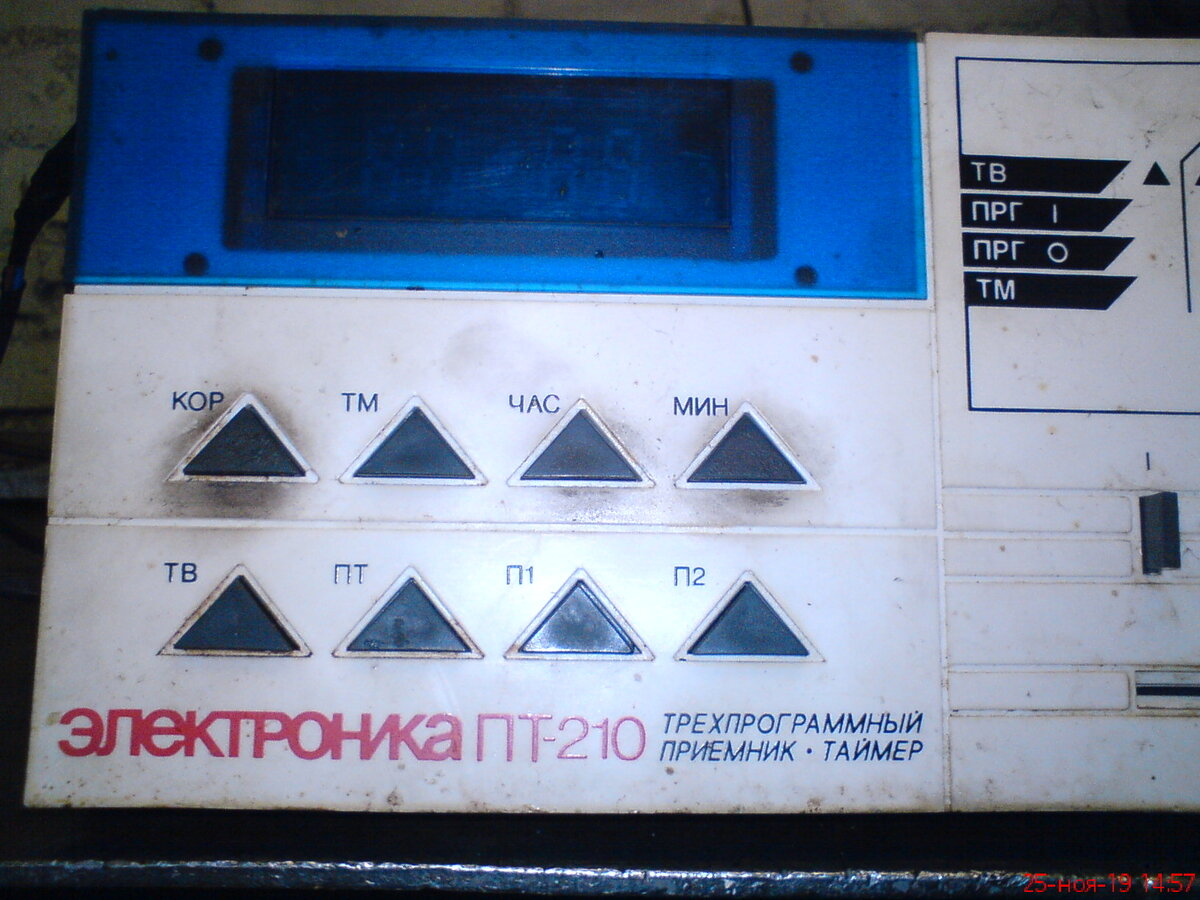 ТВ
ПРГ I
ПРГ О
ТМ
КОР ТМ ЧАС МИН
I
ТВ ПТ П1 П2
ЭЛЕКТРОНИКА ПТ-210 ТРЕХПРОГРАММНЫЙ
ПРИЕМНИК · ТАЙМЕР
25-ноя-19 14:57